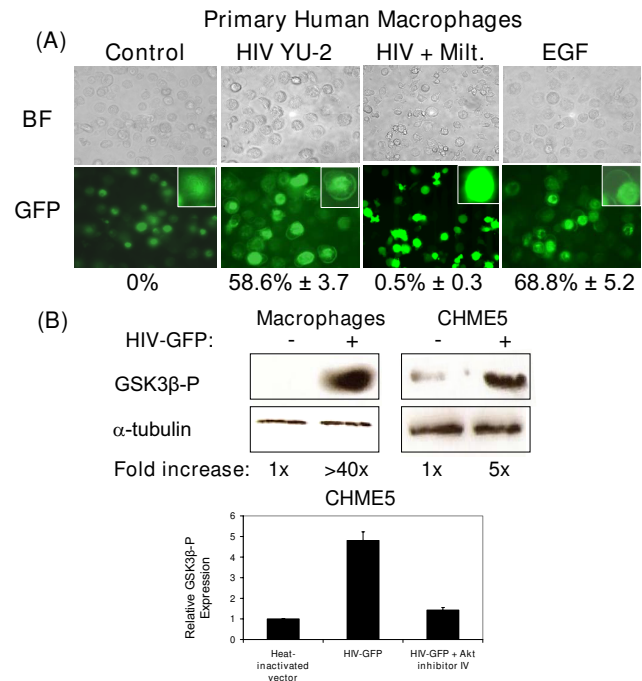 Primary Human Macrophages
(A)
Control HIV YU-2 HIV + Milt. EGF
BF
GFP
0% 58.6% ± 3.7 0.5% ± 0.3 68.8% ± 5.2
(B)
Macrophages CHME5
HIV-GFP: - + - +
GSK3β-P
α-tubulin
Fold increase: 1x >40x 1x 5x
CHME5
Relative GSK3β-P
Expression
6
5
4
3
2
1
0
Heat-
inactivated
vector
HIV-GFP
HIV-GFP + Akt
inhibitor IV